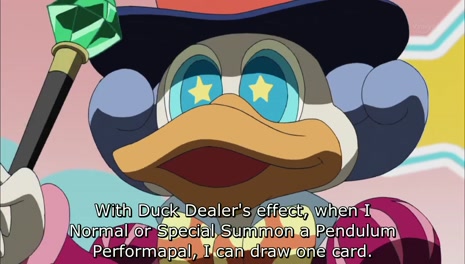 With Duck Dealer's effect, when I
Normal or Special Summon a Pendulum
Performapal, I can draw one card.